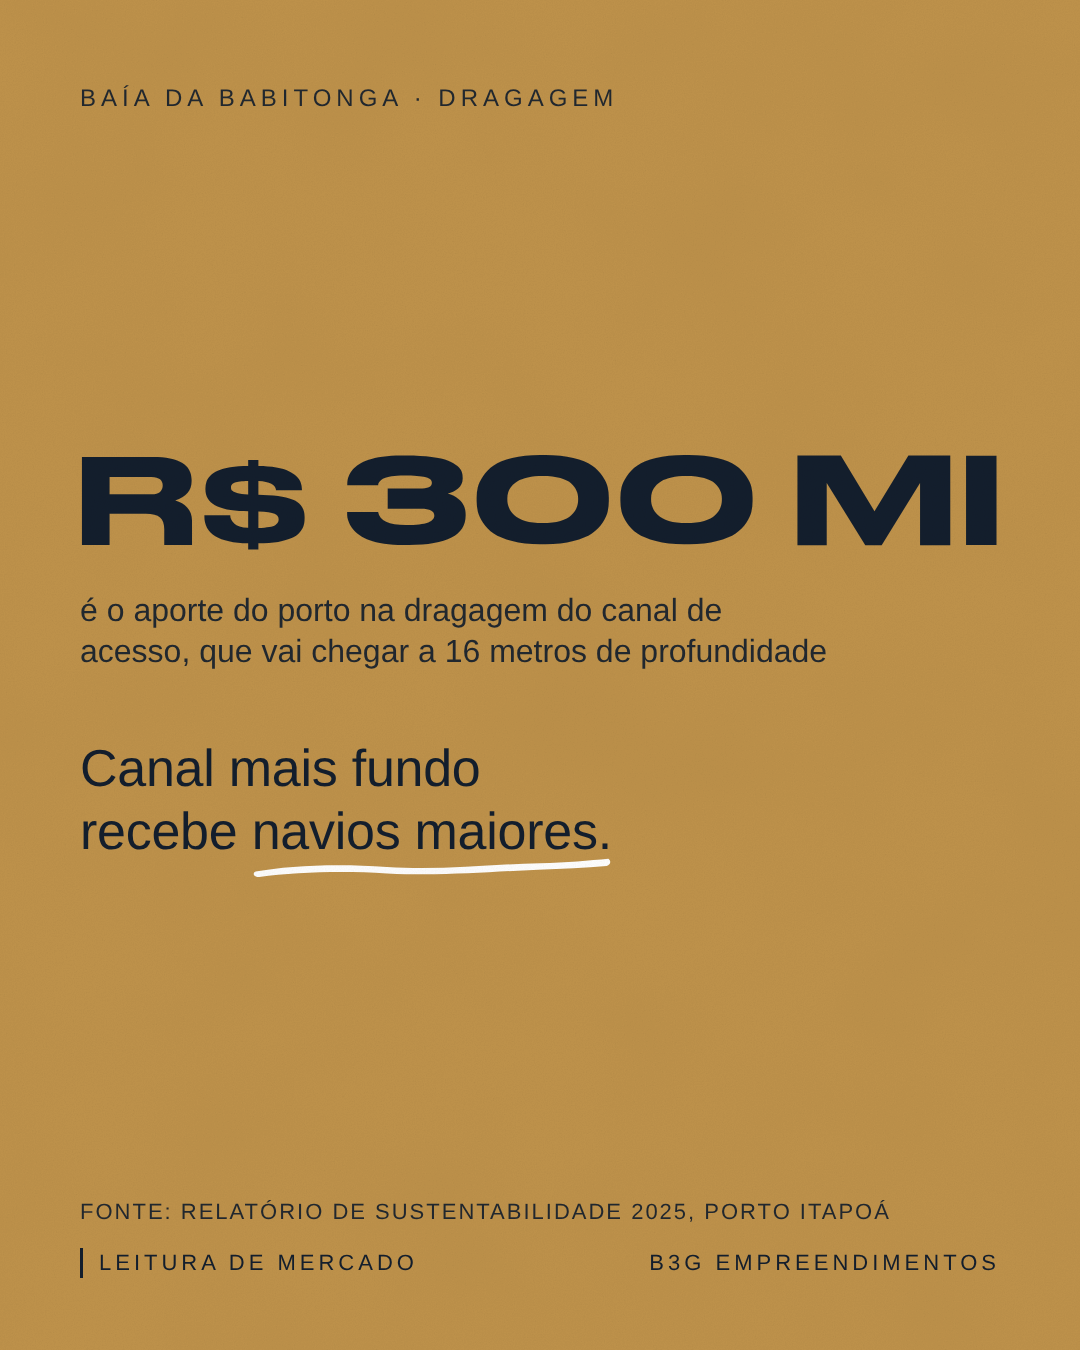 BAÍA DA BABITONGA · DRAGAGEM
R$ 300 MI
é o aporte do porto na dragagem do canal de
acesso, que vai chegar a 16 metros de profundidade
Canal mais fundo
recebe navios maiores.
FONTE: RELATÓRIO DE SUSTENTABILIDADE 2025, PORTO ITAPOÁ
LEITURA DE MERCADO
B3G EMPREENDIMENTOS